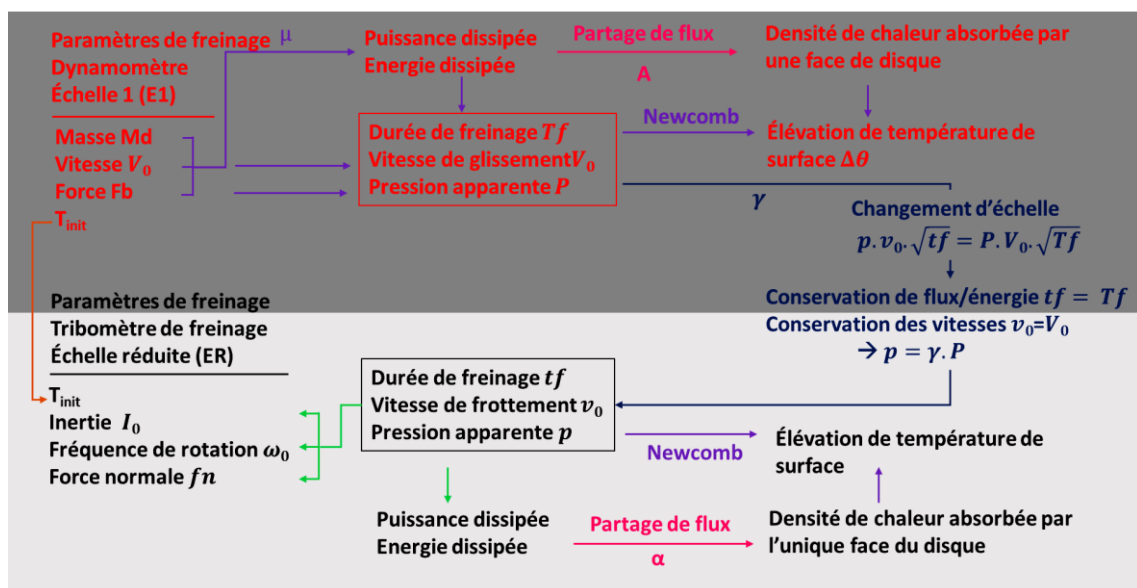 Paramètres de freinage
Dynamomètre
Échelle 1 (E1)
Masse Md
Vitesse V₀
Force Fb
T_init
μ
Puissance dissipée
Energie dissipée
Partage de flux
A
Densité de chaleur absorbée par
une face de disque
Durée de freinage Tf
Vitesse de glissementV₀
Pression apparente P
Newcomb
Élévation de température de
surface Δθ
γ
Changement d'échelle
p.v₀.√tf = P.V₀.√Tf
Conservation de flux/énergie tf = Tf
Conservation des vitesses v₀=V₀
→ p = γ.P
Paramètres de freinage
Tribomètre de freinage
Échelle réduite (ER)
T_init
Inertie I₀
Fréquence de rotation ω₀
Force normale fn
Durée de freinage tf
Vitesse de frottement v₀
Pression apparente p
Newcomb
Élévation de température de
surface
Puissance dissipée
Energie dissipée
Partage de flux
α
Densité de chaleur absorbée par
l'unique face du disque